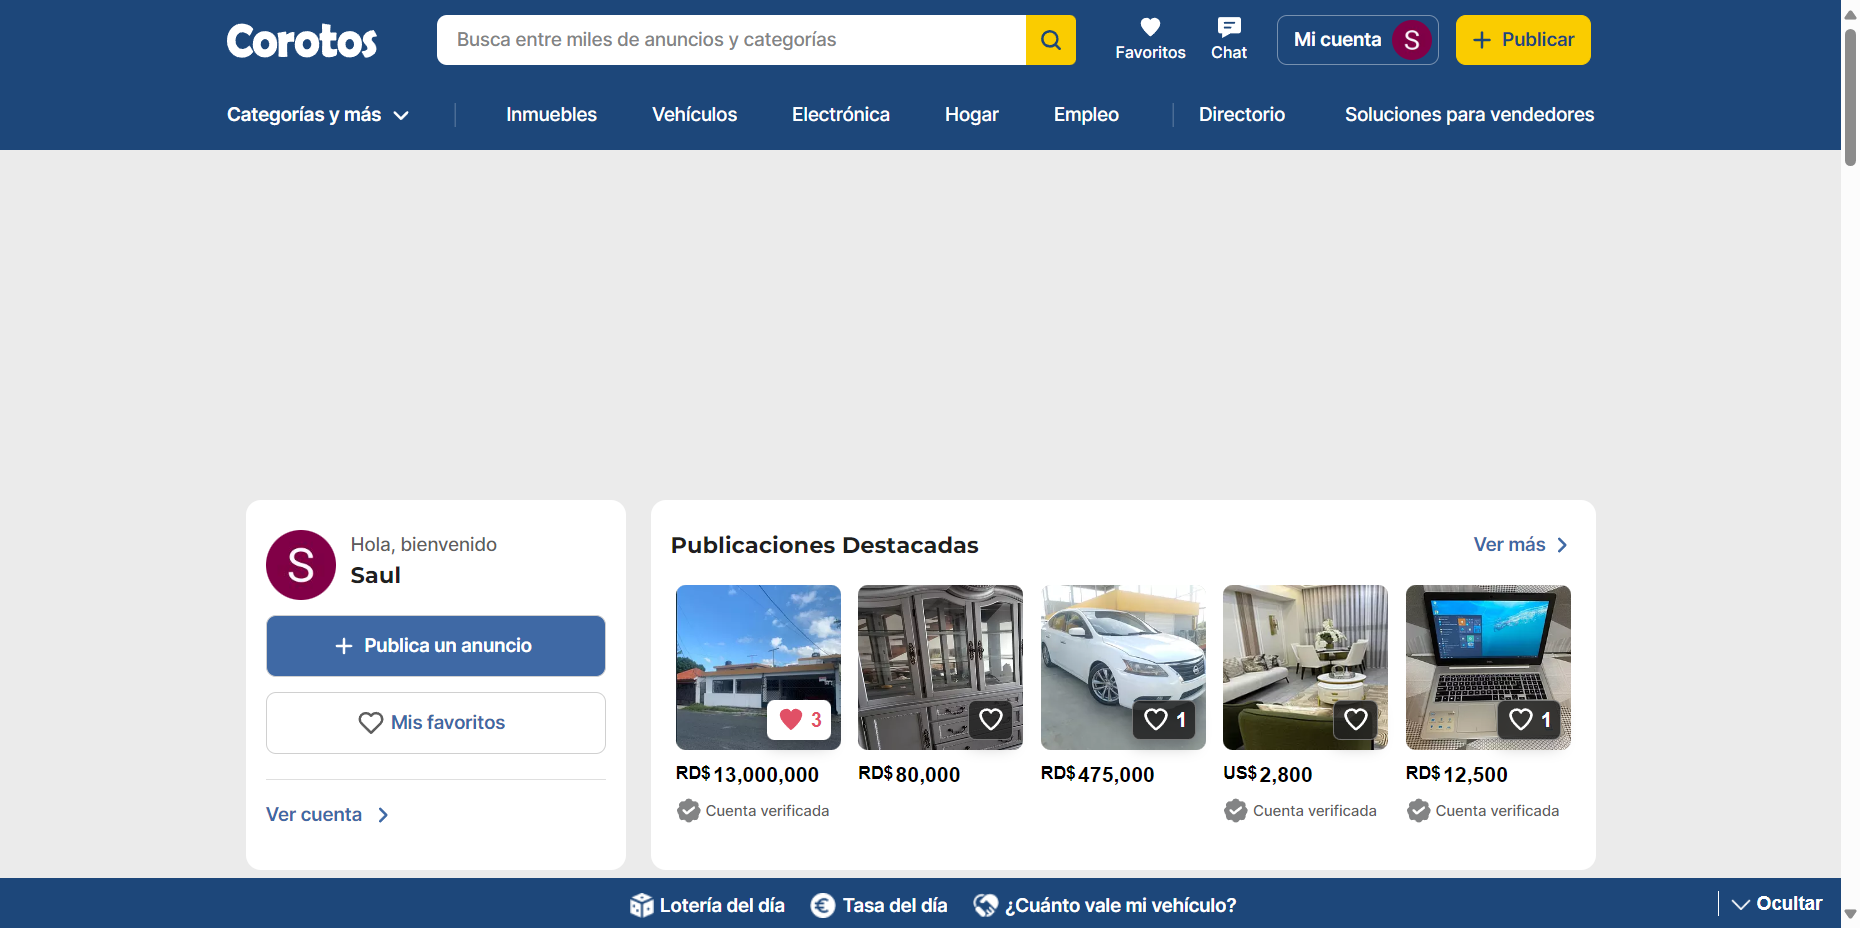 Corotos
Busca entre miles de anuncios y categorías
Favoritos
Chat
Mi cuenta
S
Publicar
Categorías y más
Inmuebles
Vehículos
Electrónica
Hogar
Empleo
Directorio
Soluciones para vendedores
S
Hola, bienvenido
Saul
Publica un anuncio
Mis favoritos
Ver cuenta
Publicaciones Destacadas
Ver más
3
1
1
RD$13,000,000
Cuenta verificada
RD$80,000
RD$475,000
US$2,800
Cuenta verificada
RD$12,500
Cuenta verificada
Lotería del día
Tasa del día
¿Cuánto vale mi vehículo?
Ocultar